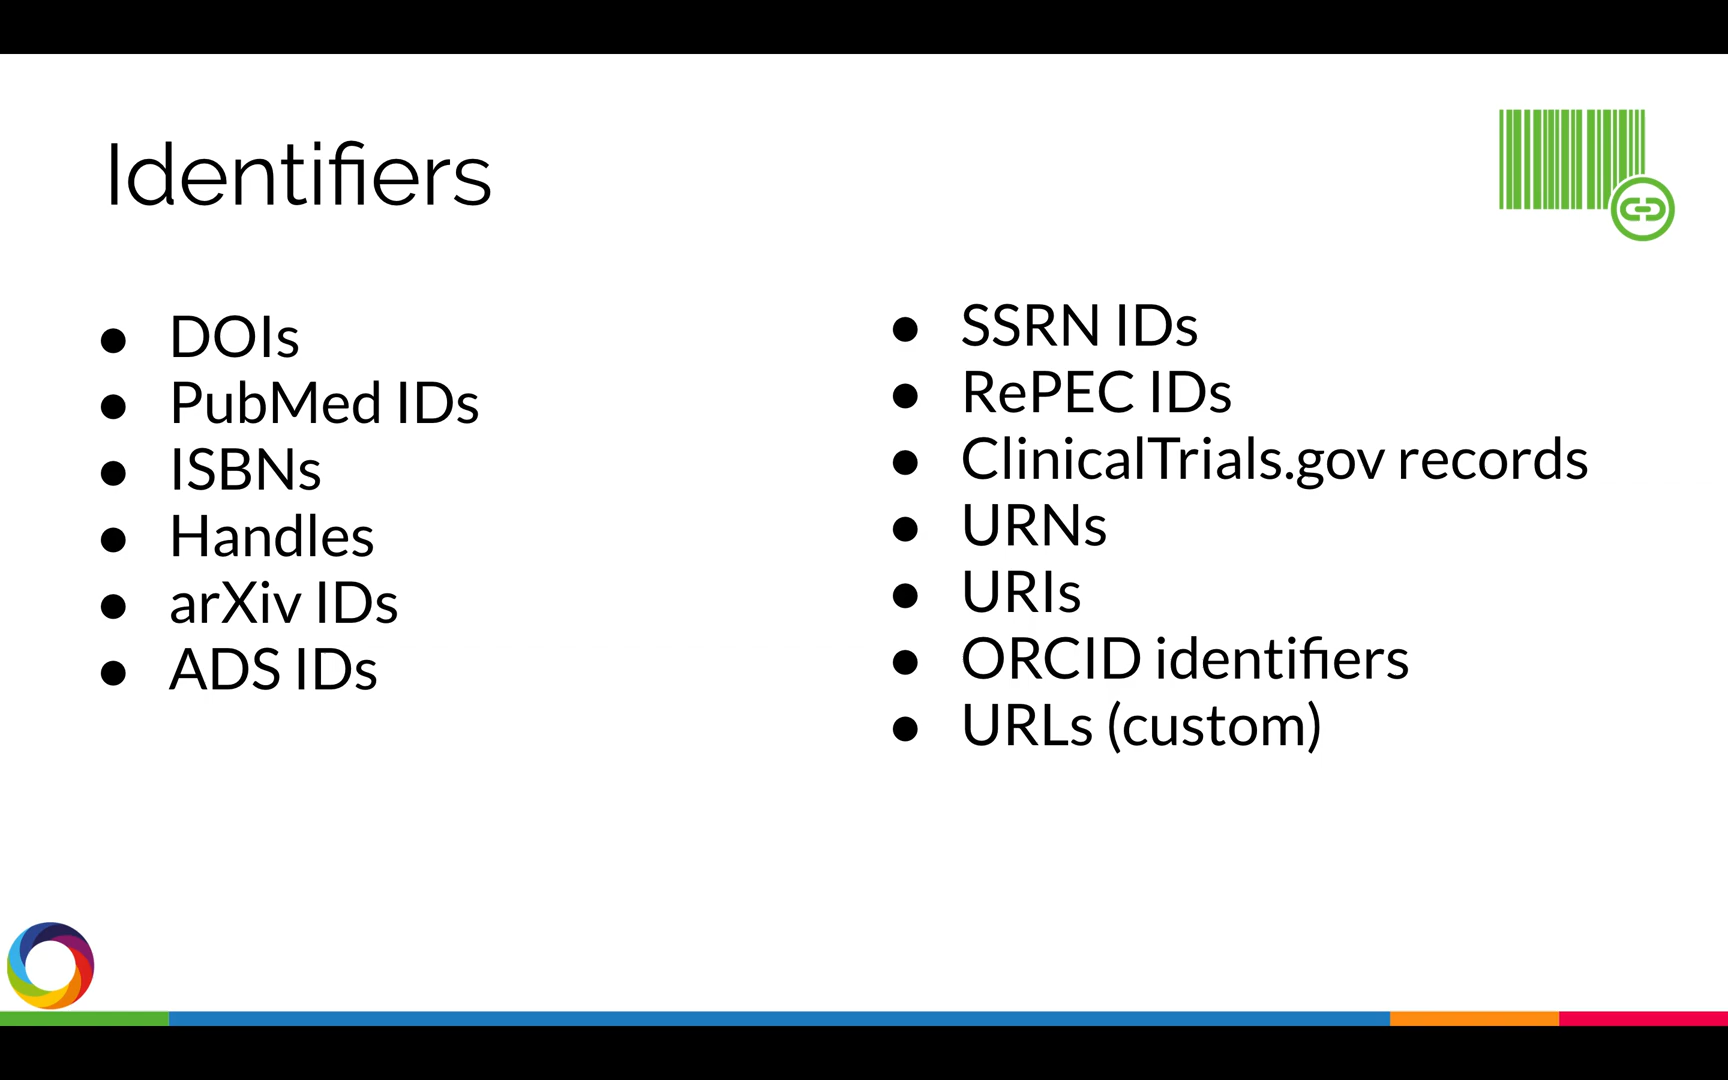 Identifiers
● DOIs
● PubMed IDs
● ISBNs
● Handles
● arXiv IDs
● ADS IDs
● SSRN IDs
● RePEC IDs
● ClinicalTrials.gov records
● URNs
● URIs
● ORCID identifiers
● URLs (custom)